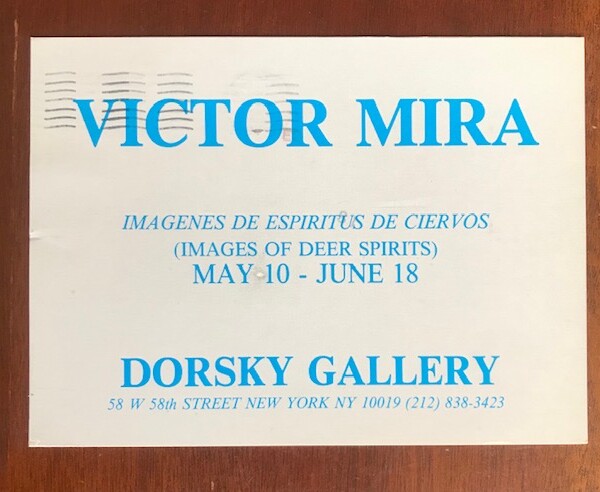 VICTOR MIRA
IMAGENES DE ESPIRITUS DE CIERVOS
(IMAGES OF DEER SPIRITS)
MAY 10 - JUNE 18
DORSKY GALLERY
58 W 58th STREET NEW YORK NY 10019 (212) 838-3423